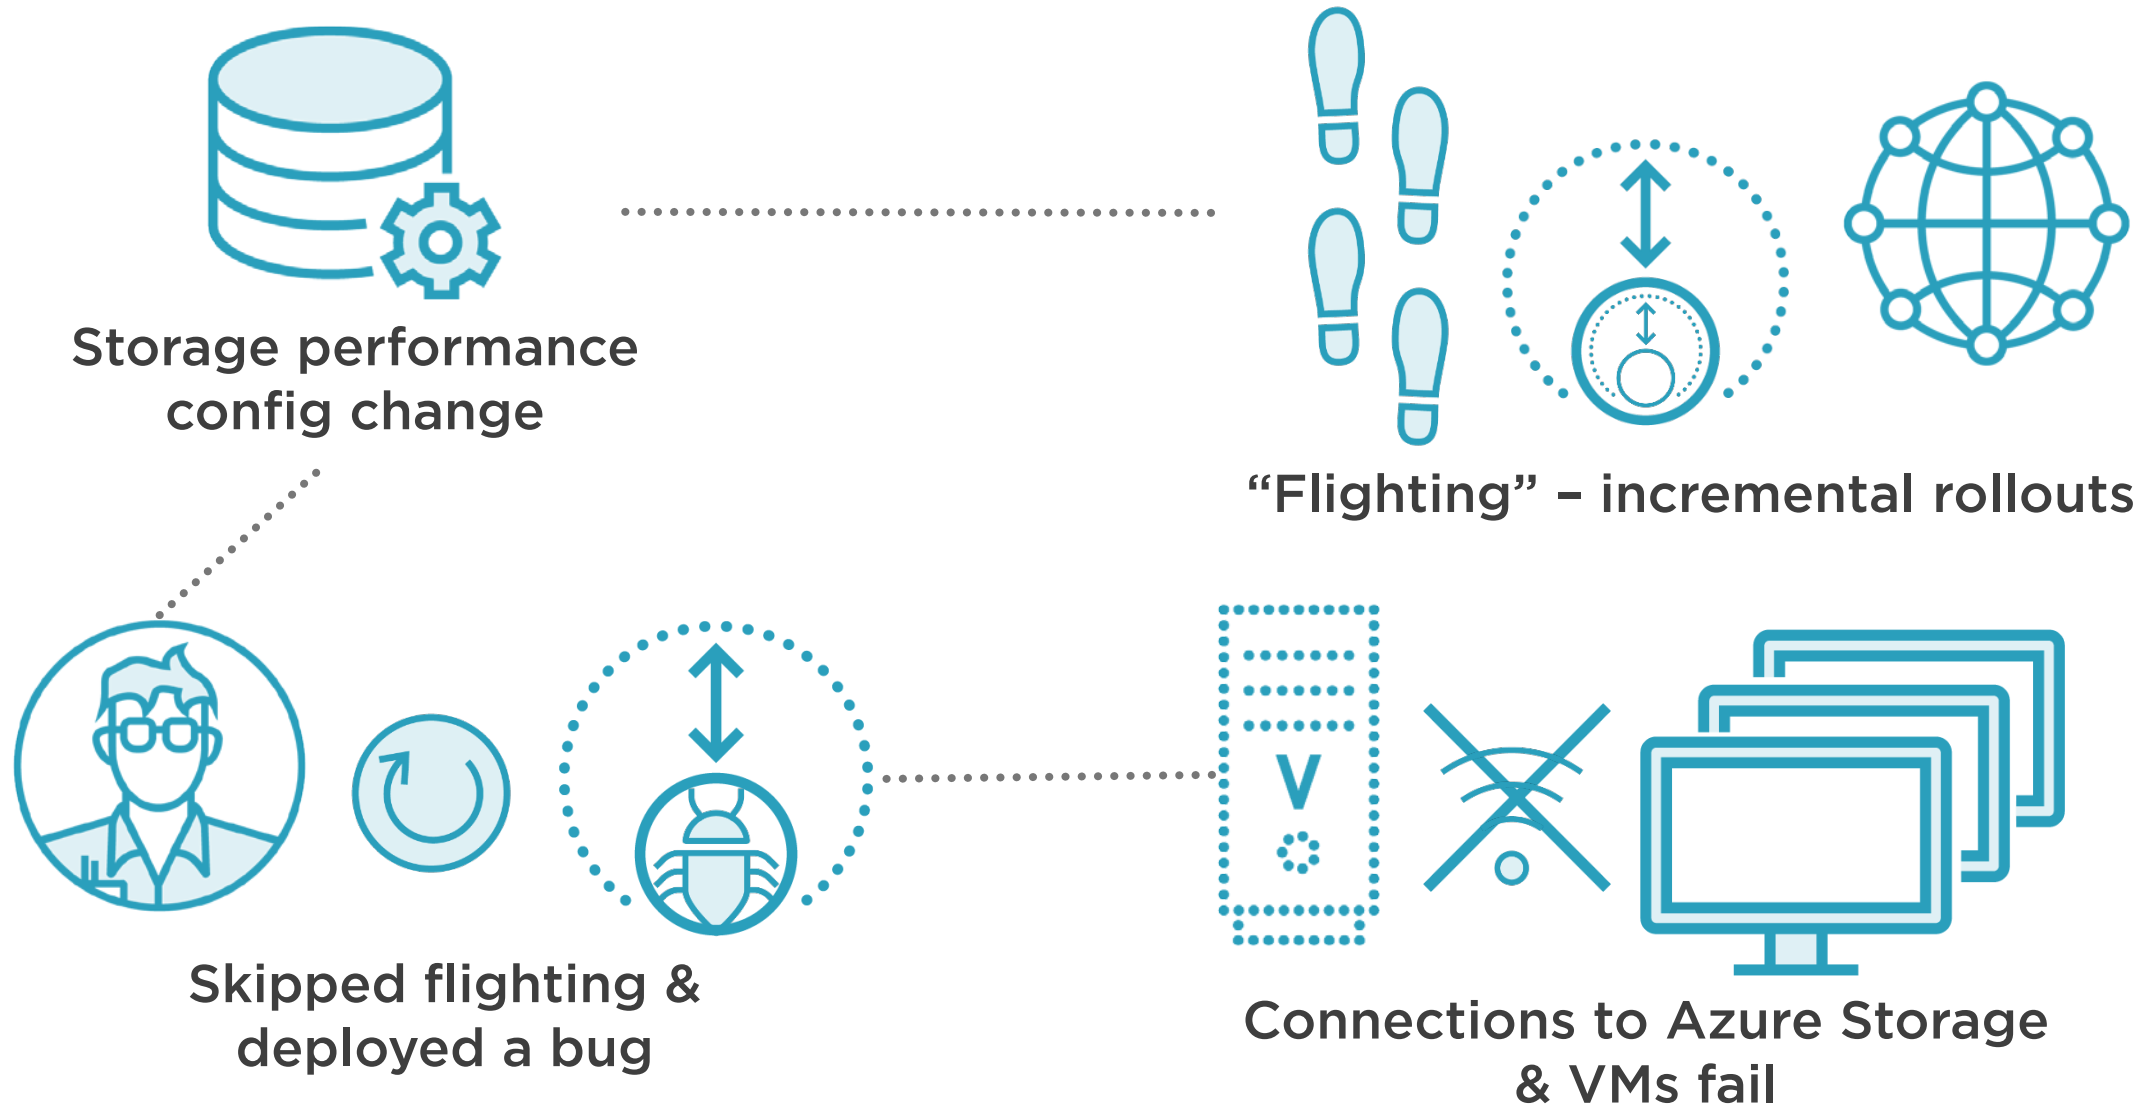 Storage performance
config change
“Flighting” – incremental rollouts
Skipped flighting &
deployed a bug
Connections to Azure Storage
& VMs fail